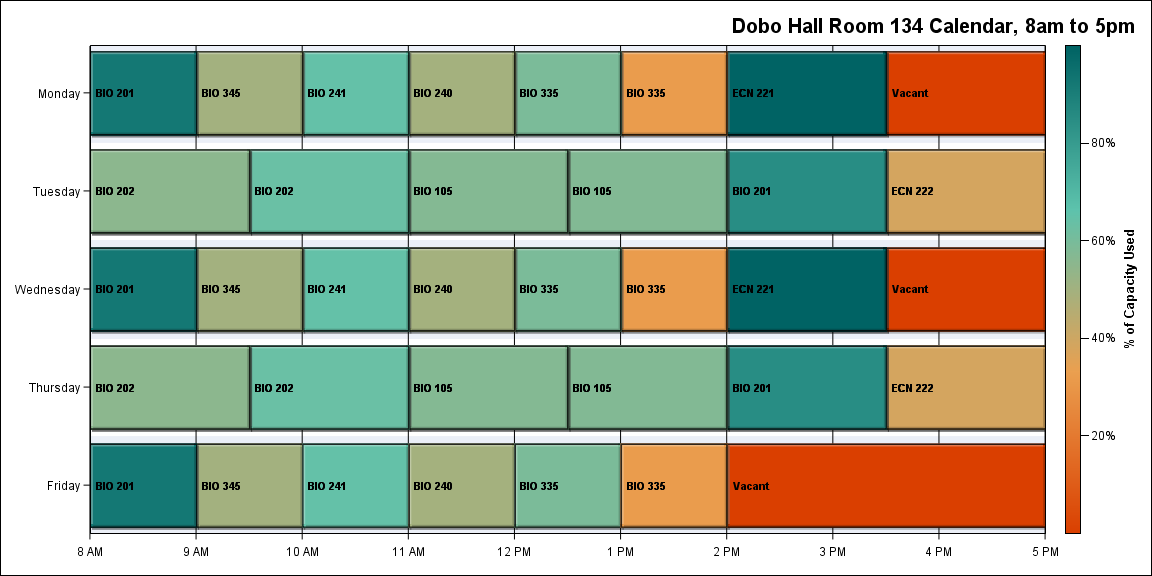 Dobo Hall Room 134 Calendar, 8am to 5pm
Monday
BIO 201 BIO 345 BIO 241 BIO 240 BIO 335 BIO 335 ECN 221 Vacant
Tuesday
BIO 202 BIO 202 BIO 105 BIO 105 BIO 201 ECN 222
Wednesday
BIO 201 BIO 345 BIO 241 BIO 240 BIO 335 BIO 335 ECN 221 Vacant
Thursday
BIO 202 BIO 202 BIO 105 BIO 105 BIO 201 ECN 222
Friday
BIO 201 BIO 345 BIO 241 BIO 240 BIO 335 BIO 335 Vacant
8 AM 9 AM 10 AM 11 AM 12 PM 1 PM 2 PM 3 PM 4 PM 5 PM
80%
60%
40%
20%
% of Capacity Used